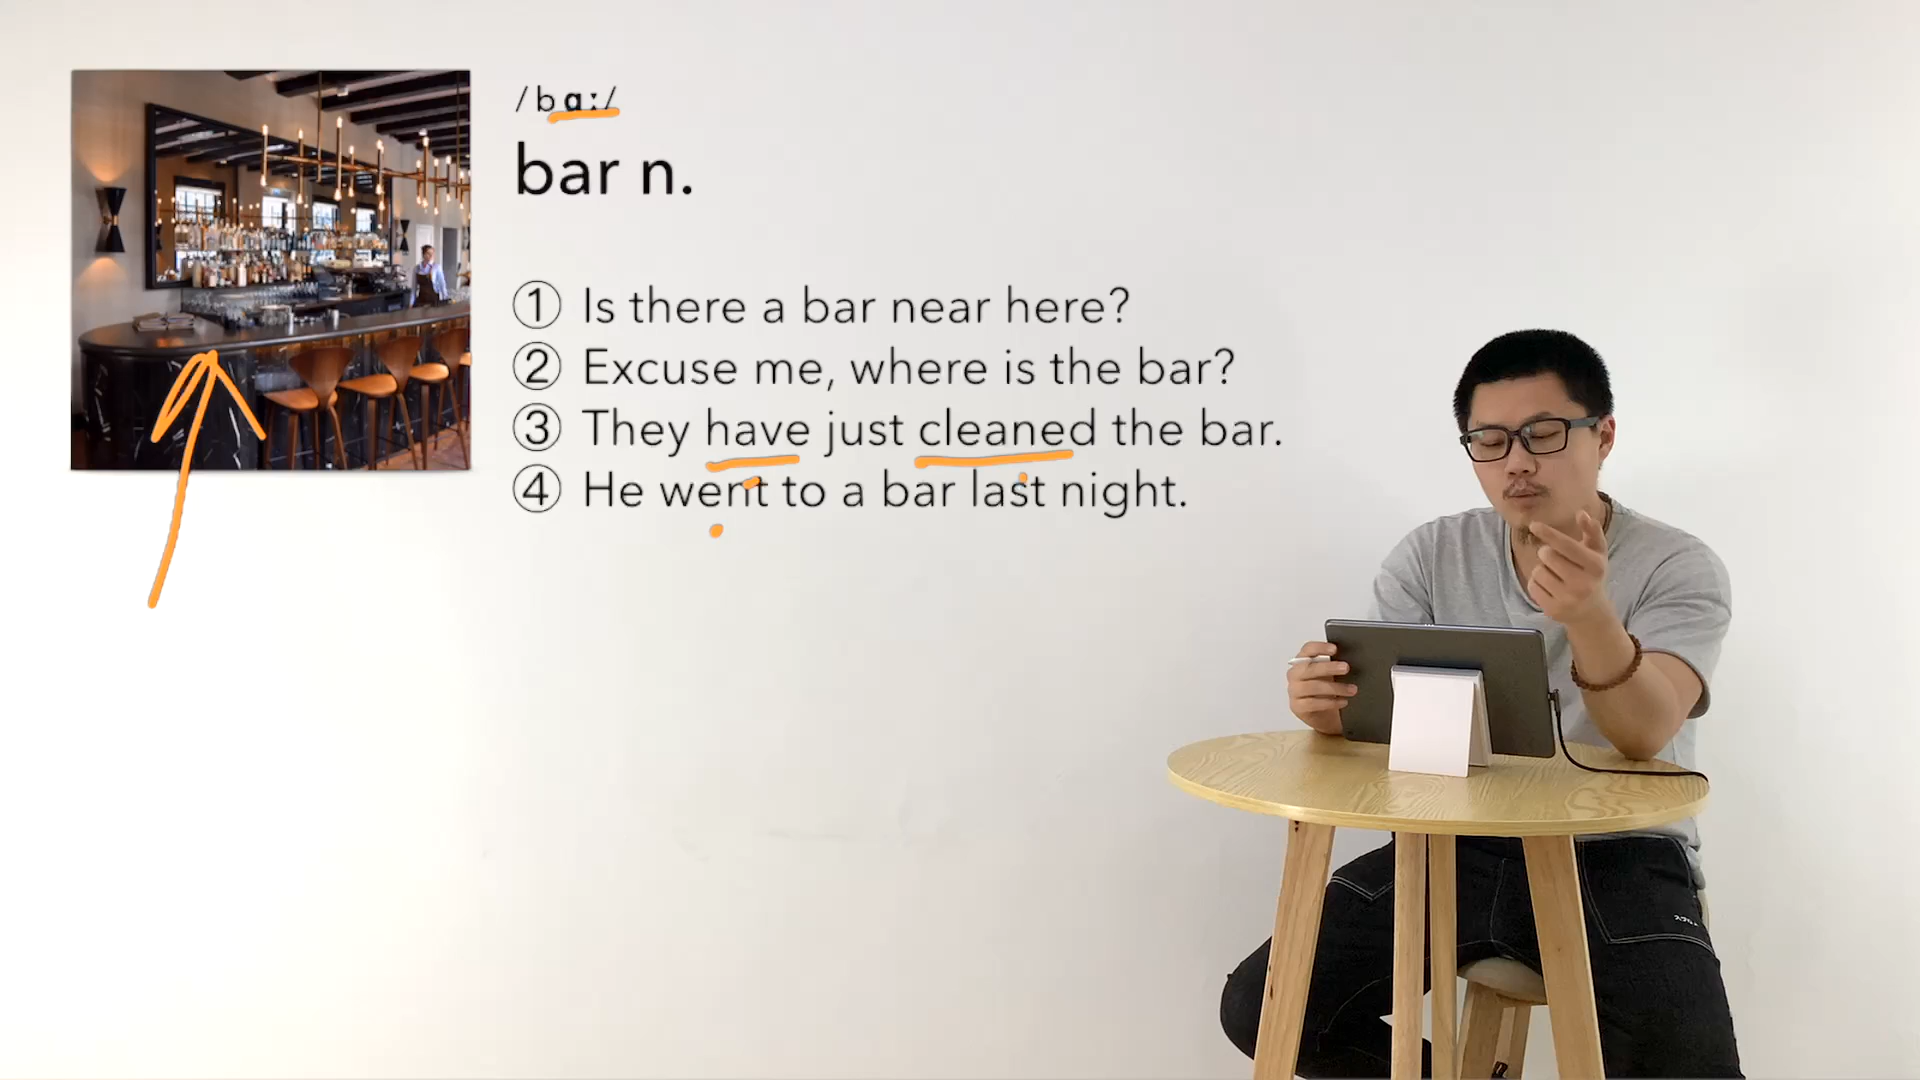 /bɑː/
bar n.
① Is there a bar near here?
② Excuse me, where is the bar?
③ They have just cleaned the bar.
④ He went to a bar last night.